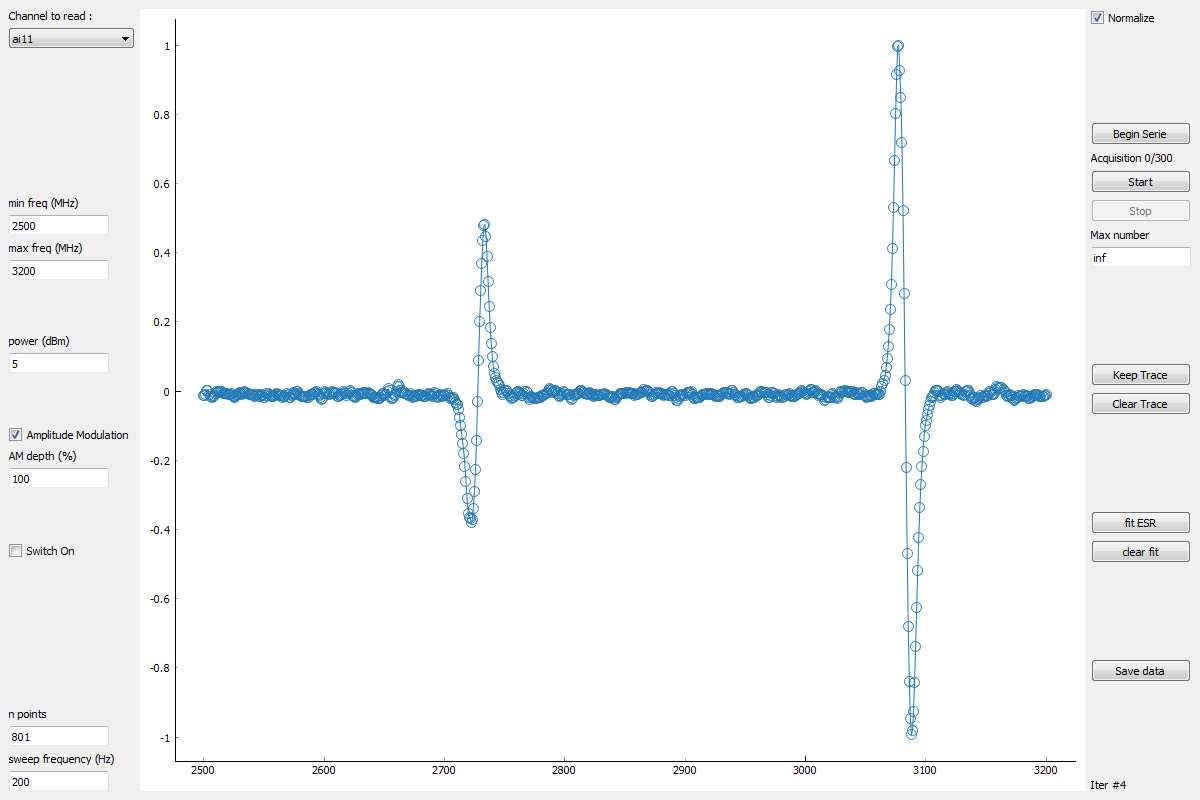 Channel to read :
ai11
min freq (MHz)
2500
max freq (MHz)
3200
power (dBm)
5
Amplitude Modulation
AM depth (%)
100
Switch On
n points
801
sweep frequency (Hz)
200
1
0.8
0.6
0.4
0.2
0
-0.2
-0.4
-0.6
-0.8
-1
2500 2600 2700 2800 2900 3000 3100 3200
Normalize
Begin Serie
Acquisition 0/300
Start
Stop
Max number
inf
Keep Trace
Clear Trace
fit ESR
clear fit
Save data
Iter #4